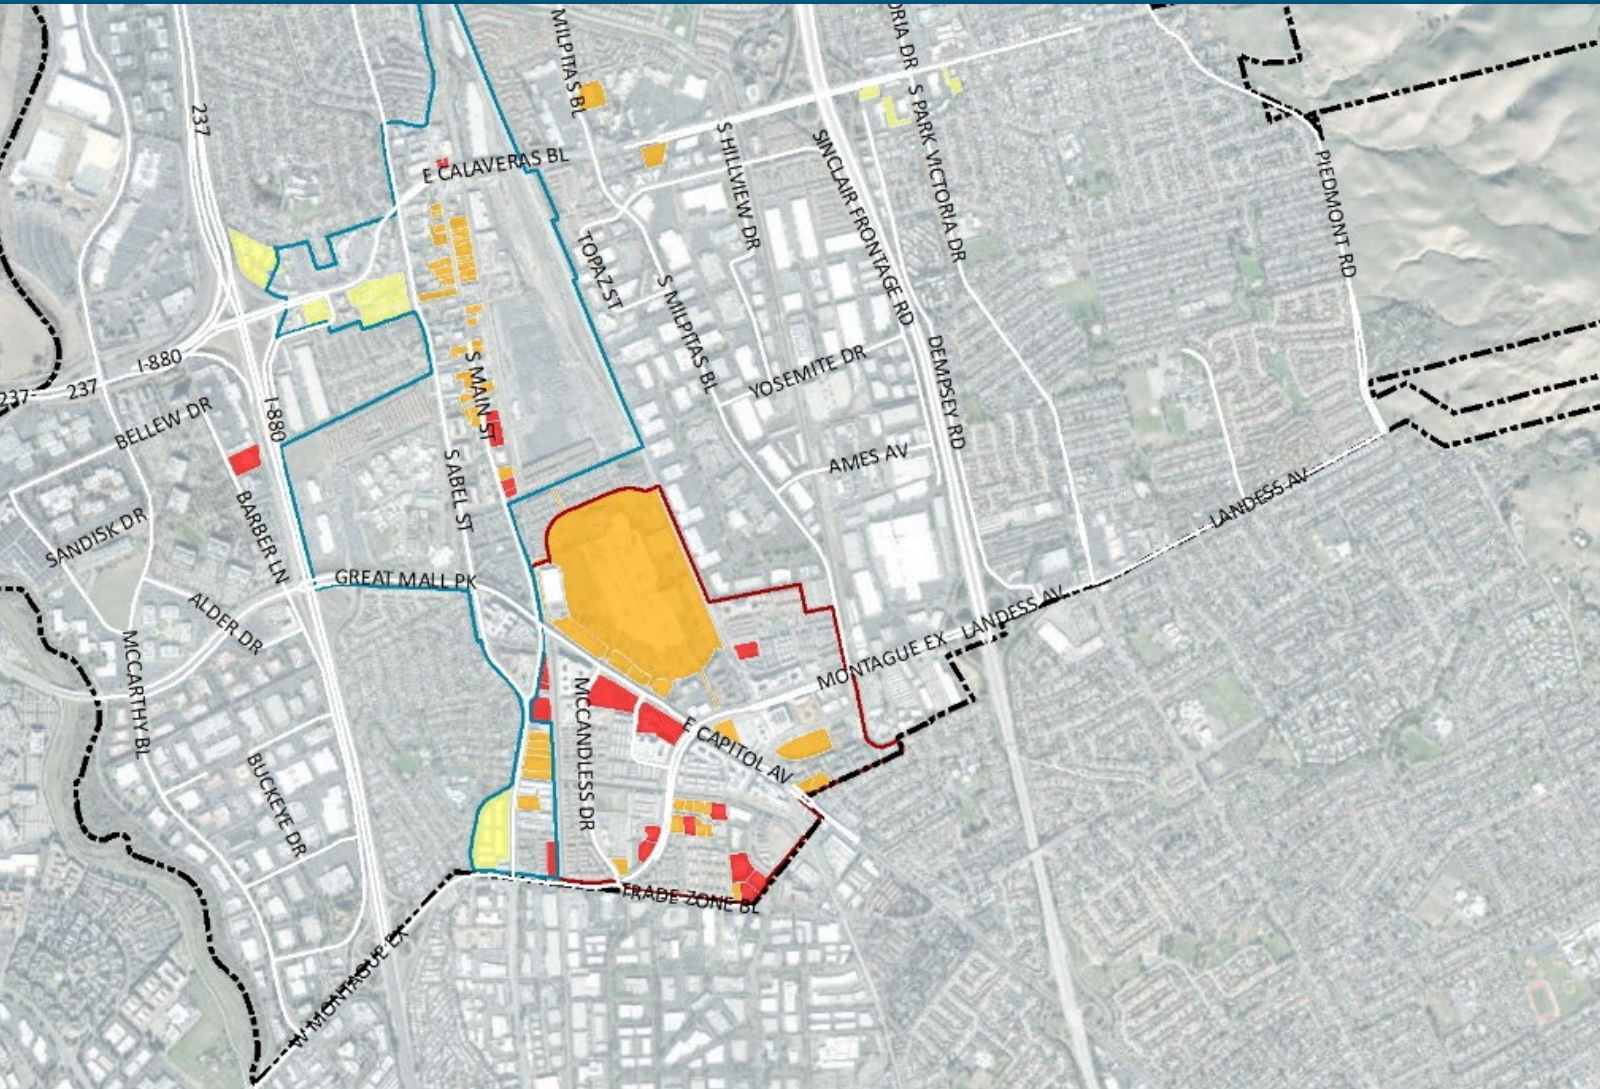 MILPITAS BL
ORIA DR
237
S HILLVIEW DR
S PARK VICTORIA DR
SINCLAIR FRONTAGE RD
PIEDMONT RD
E CALAVERAS BL
TOPAZ ST
S MILPITAS BL
I-880
237
237
BELLEW DR
I-880
S MAIN ST
YOSEMITE DR
DEMPSEY RD
S ABEL ST
AMES AV
LANDESS AV
SANDISK DR
BARBER LN
GREAT MALL PK
ALDER DR
MCCARTHY BL
MONTAGUE EX
LANDESS AV
MCCANDLESS DR
E CAPITOL AV
BUCKEYE DR
TRADE ZONE BL
W MONTAGUE EX